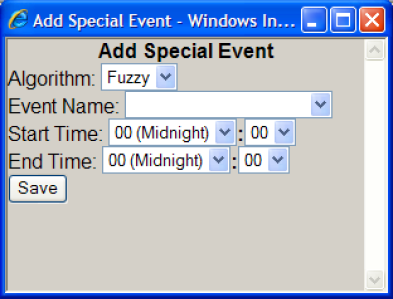 Add Special Event - Windows In...
Add Special Event
Algorithm: Fuzzy
Event Name:
Start Time: 00 (Midnight) : 00
End Time: 00 (Midnight) : 00
Save